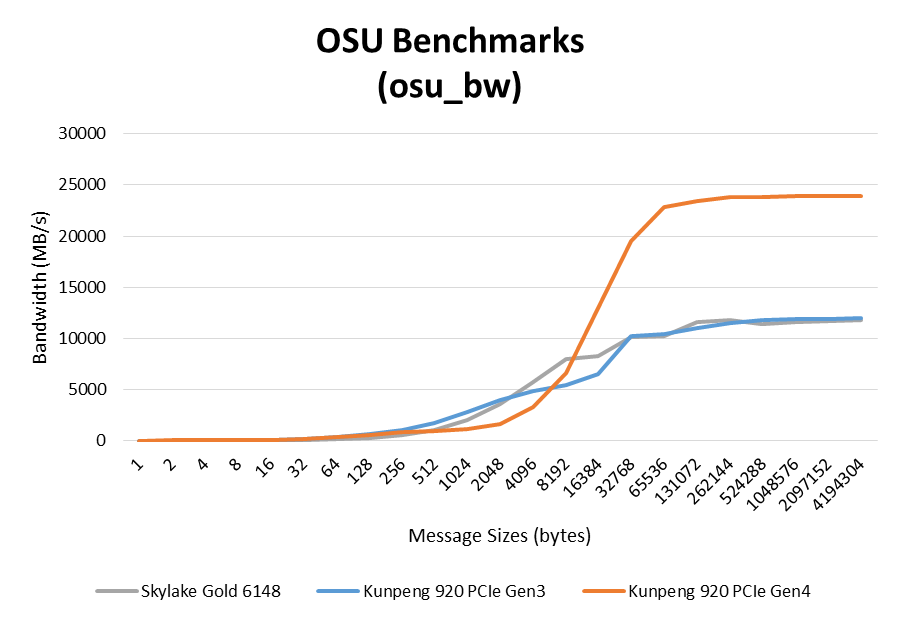 OSU Benchmarks
(osu_bw)
30000
25000
20000
15000
10000
5000
0
Bandwidth (MB/s)
1 2 4 8 16 32 64 128 256 512 1024 2048 4096 8192 16384 32768 65536 131072 262144 524288 1048576 2097152 4194304
Message Sizes (bytes)
Skylake Gold 6148 Kunpeng 920 PCIe Gen3 Kunpeng 920 PCIe Gen4